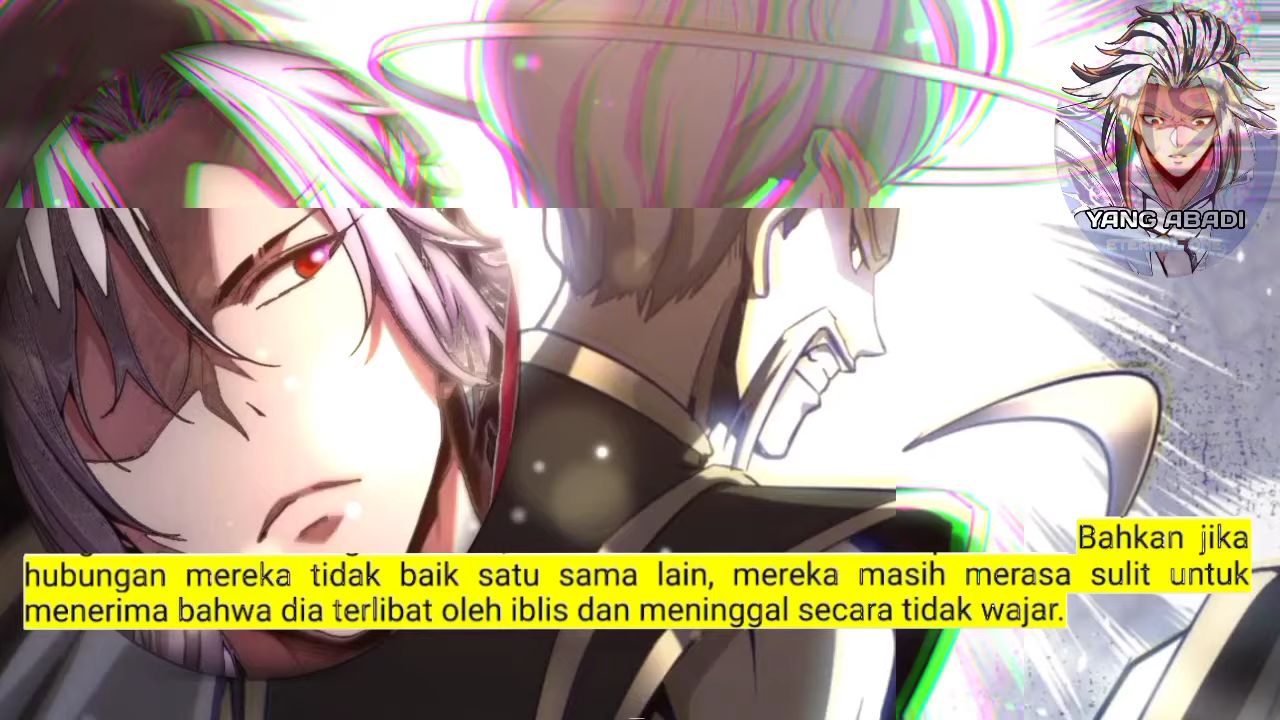 YANG ABADI
Bahkan jika
hubungan mereka tidak baik satu sama lain, mereka masih merasa sulit untuk
menerima bahwa dia terlibat oleh iblis dan meninggal secara tidak wajar.